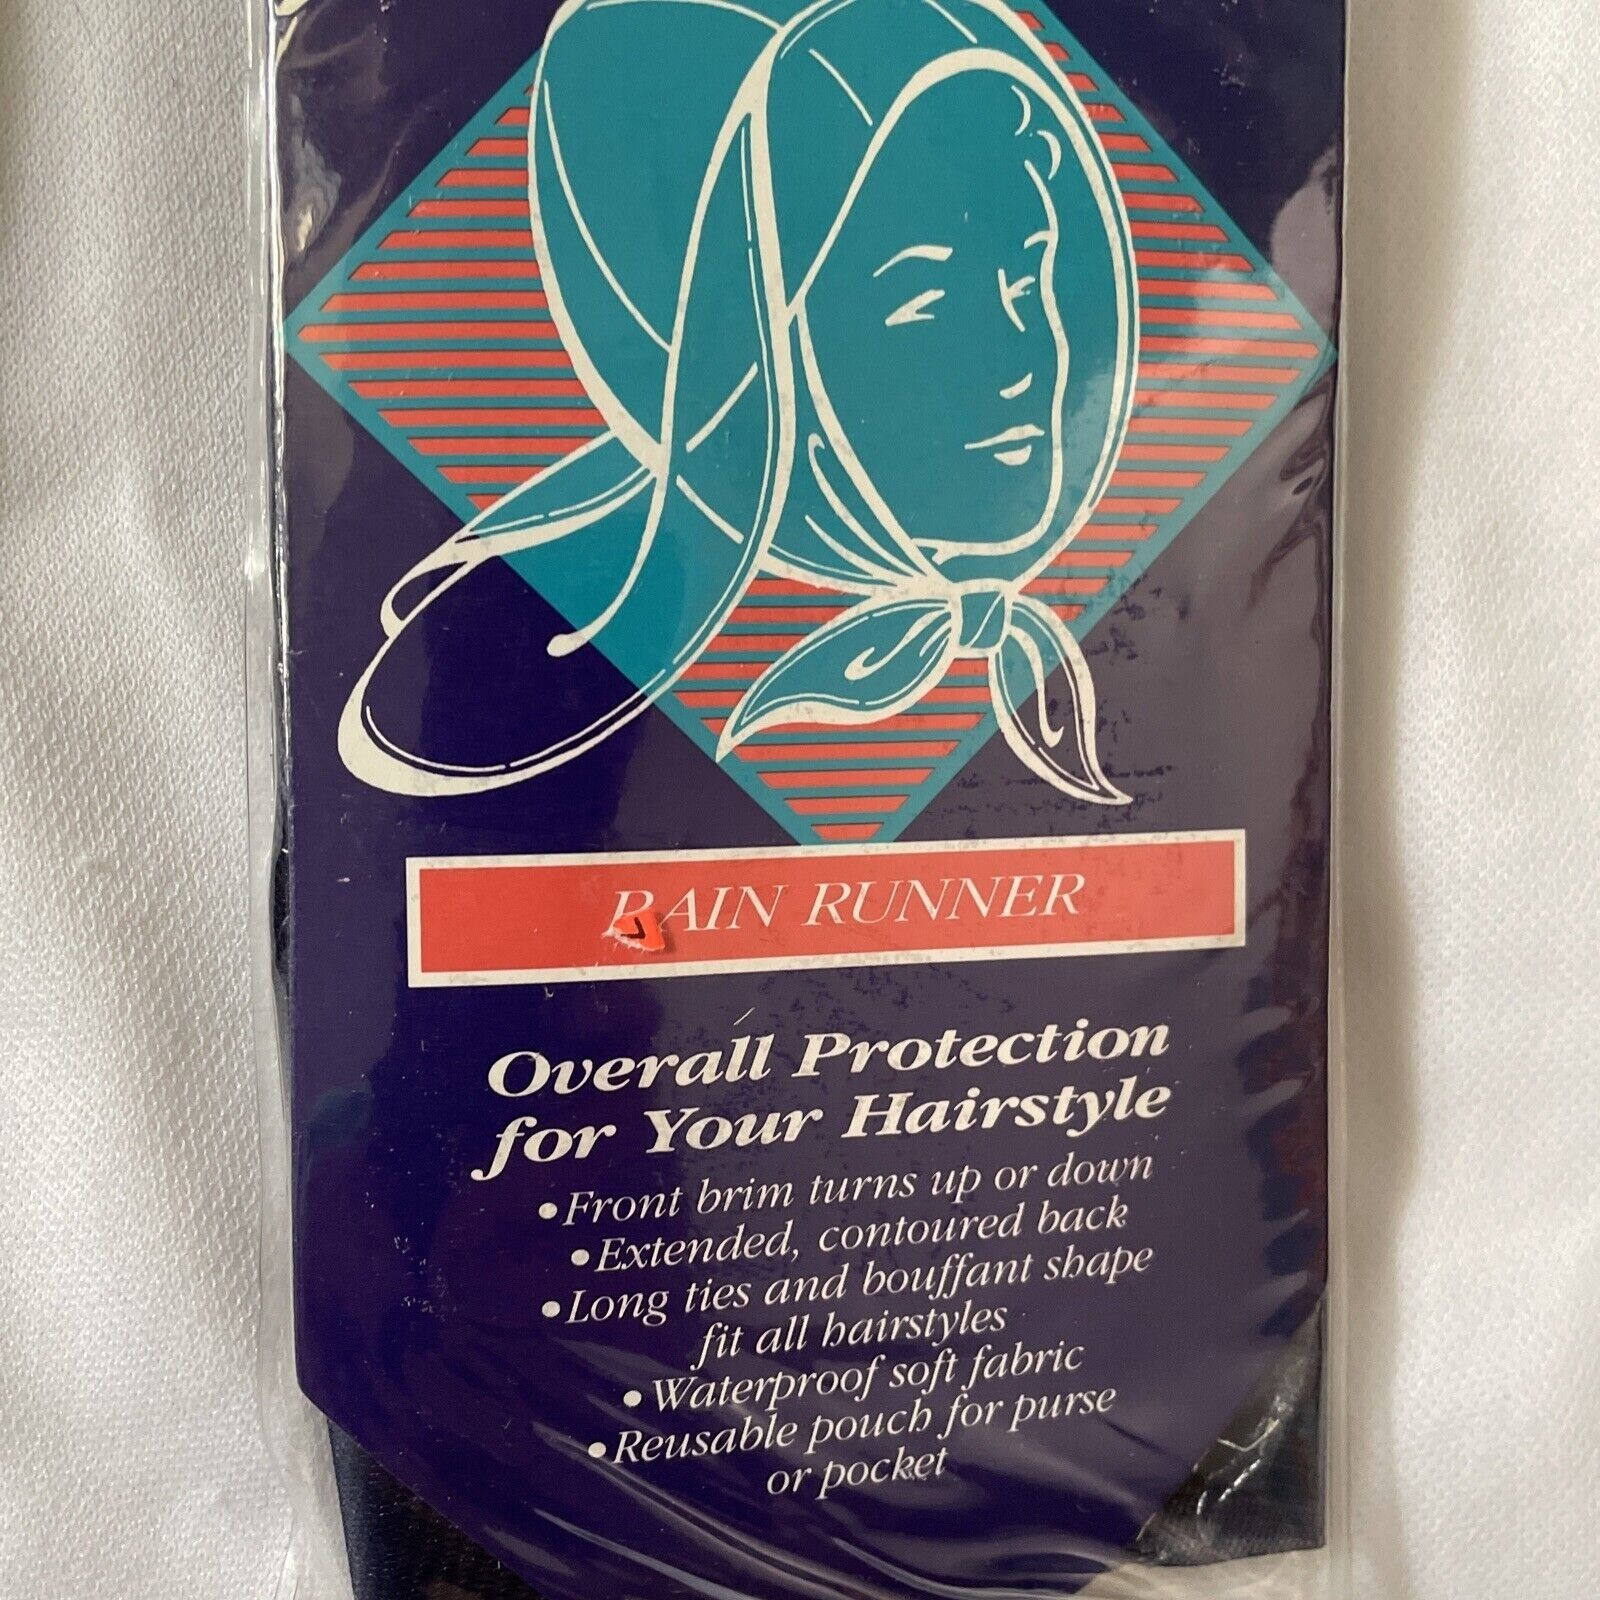 RAIN RUNNER
Overall Protection
for Your Hairstyle
•Front brim turns up or down
•Extended, contoured back
•Long ties and bouffant shape
fit all hairstyles
•Waterproof soft fabric
•Reusable pouch for purse
or pocket